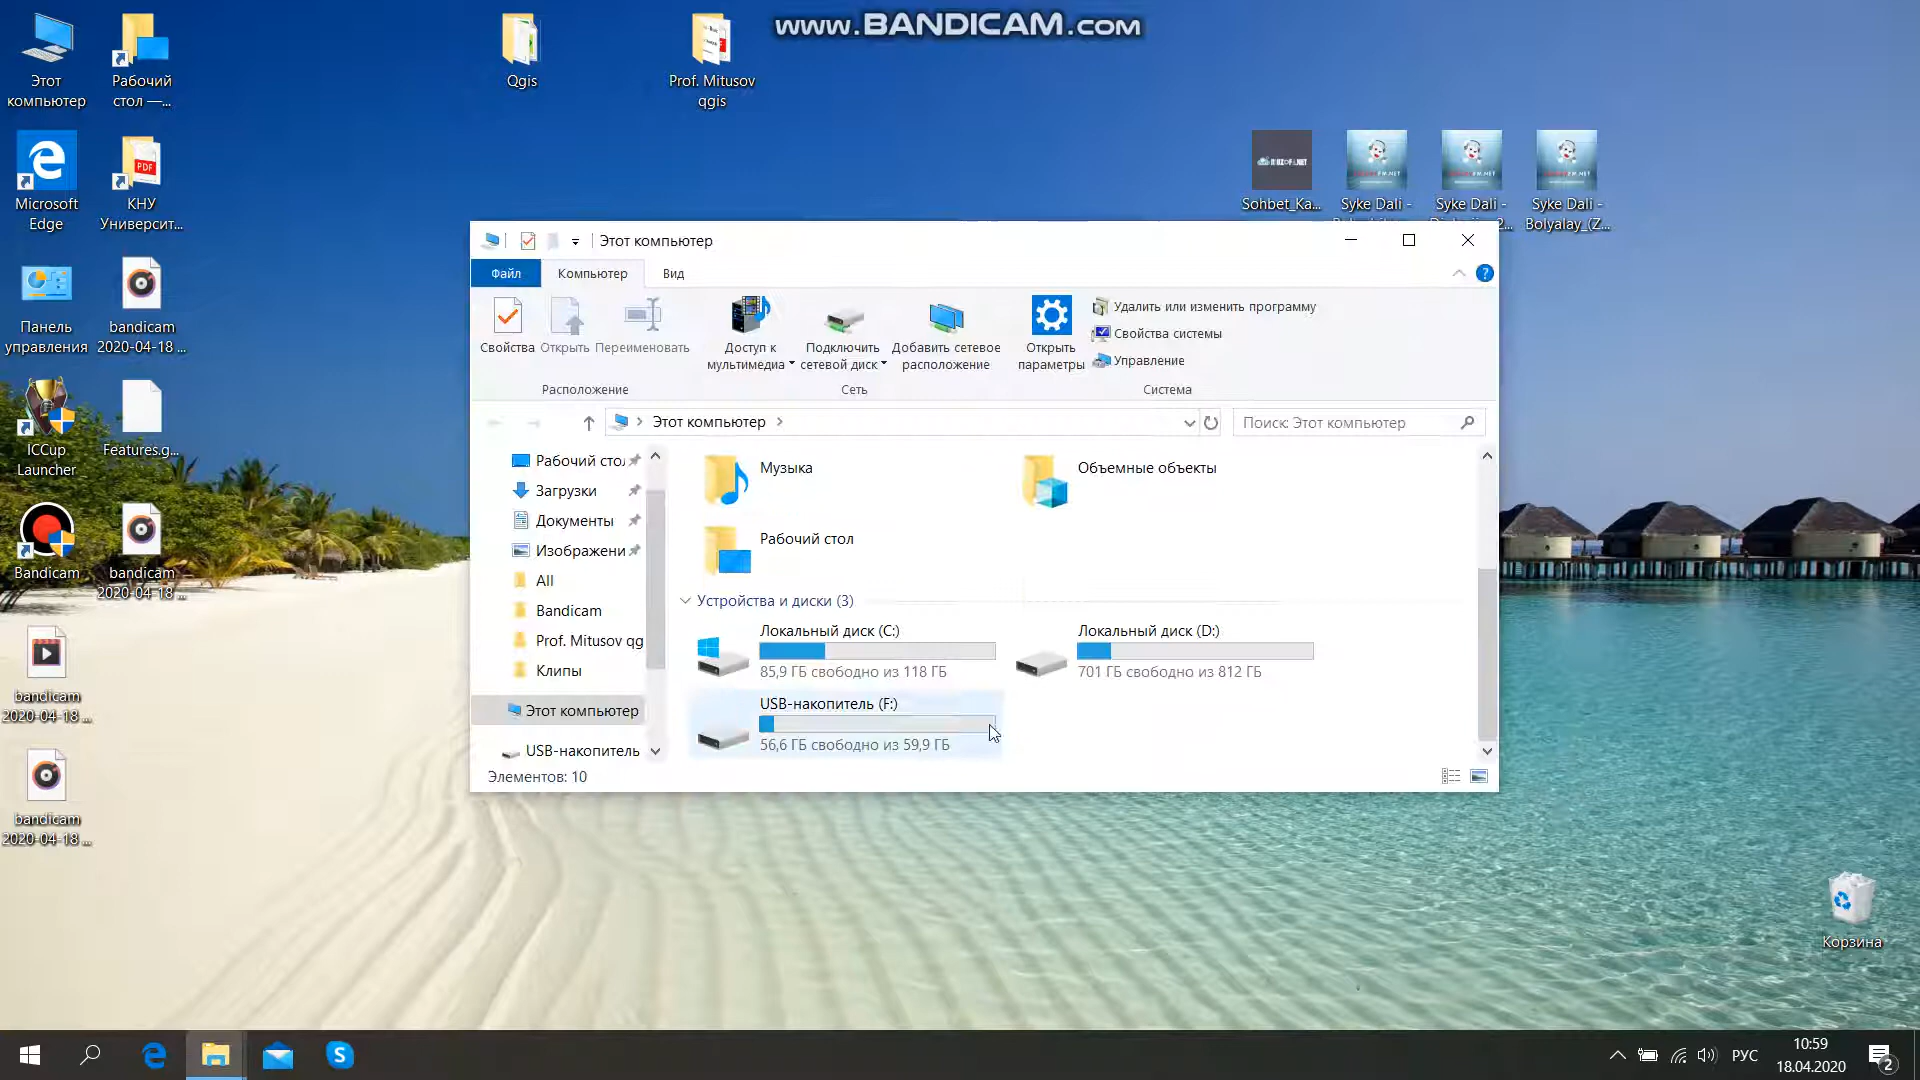 www.BANDICAM.com
Этот
компьютер
Рабочий
стол —...
Qgis
Prof. Mitusov
qgis
Microsoft
Edge
PDF
КНУ
Университ...
Sohbet_Ka...
Syke Dali -
Syke Dali -
Syke Dali -
Bolyalay_(Z...
Панель
управления
bandicam
2020-04-18 ...
ICCup
Launcher
Features.g...
Bandicam
bandicam
2020-04-18 ...
bandicam
2020-04-18 ...
bandicam
2020-04-18 ...
Корзина
Этот компьютер
Файл
Компьютер
Вид
Свойства
Открыть
Переименовать
Доступ к
мультимедиа
Подключить
сетевой диск
Добавить сетевое
расположение
Открыть
параметры
Удалить или изменить программу
Свойства системы
Управление
Расположение
Сеть
Система
Этот компьютер
Поиск: Этот компьютер
Рабочий сто
Загрузки
Документы
Изображени
All
Bandicam
Prof. Mitusov qg
Клипы
Этот компьютер
USB-накопитель
Музыка
Объемные объекты
Рабочий стол
Устройства и диски (3)
Локальный диск (C:)
85,9 ГБ свободно из 118 ГБ
Локальный диск (D:)
701 ГБ свободно из 812 ГБ
USB-накопитель (F:)
56,6 ГБ свободно из 59,9 ГБ
Элементов: 10
РУС
10:59
18.04.2020
2